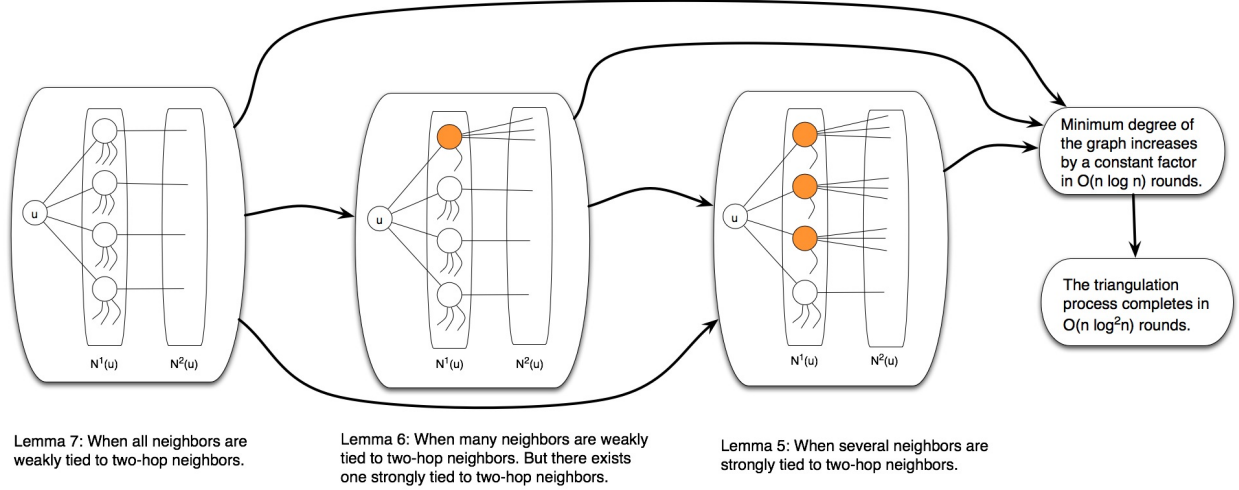 u
N¹(u)
N²(u)
Lemma 7: When all neighbors are
weakly tied to two-hop neighbors.
u
N¹(u)
N²(u)
Lemma 6: When many neighbors are weakly
tied to two-hop neighbors. But there exists
one strongly tied to two-hop neighbors.
u
N¹(u)
N²(u)
Lemma 5: When several neighbors are
strongly tied to two-hop neighbors.
Minimum degree of
the graph increases
by a constant factor
in O(n log n) rounds.
The triangulation
process completes in
O(n log²n) rounds.